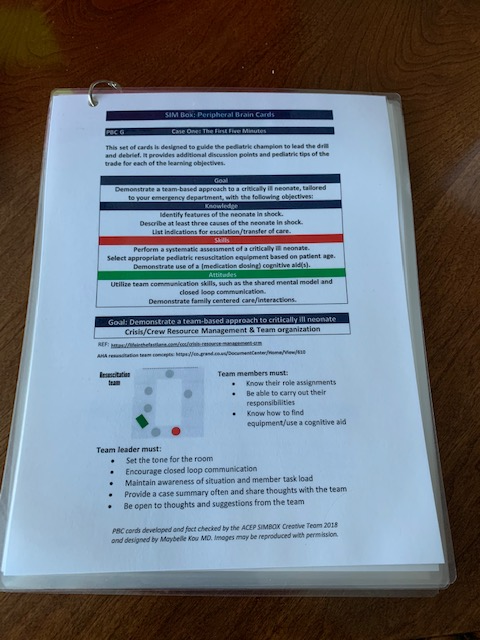 SIM Box: Peripheral Brain Cards
PBC 0 Case One: The First Five Minutes
This set of cards is designed to guide the pediatric champion to lead the drill
and debrief. It provides additional discussion points and pediatric tips of the
trade for each of the learning objectives.
Goal
Demonstrate a team-based approach to a critically ill neonate, tailored
to your emergency department, with the following objectives:
Knowledge
Identify features of the neonate in shock.
Describe at least three causes of the neonate in shock.
List indications for escalation/transfer of care.
Skills
Perform a systematic assessment of a critically ill neonate.
Select appropriate pediatric resuscitation equipment based on patient age.
Demonstrate use of a (medication dosing) cognitive aid(s).
Attitudes
Utilize team communication skills, such as the shared mental model and
closed loop communication.
Demonstrate family centered care/interactions.
Goal: Demonstrate a team-based approach to critically ill neonate
Crisis/Crew Resource Management & Team organization
REF: https://lifeinthefastlane.com/ccc/crisis-resource-management-crm
AHA resuscitation team concepts: https://co.grand.co.us/DocumentCenter/Home/View/610
Resuscitation
team
Team members must:
• Know their role assignments
• Be able to carry out their
responsibilities
• Know how to find
equipment/use a cognitive aid
Team leader must:
• Set the tone for the room
• Encourage closed loop communication
• Maintain awareness of situation and member task load
• Provide a case summary often and share thoughts with the team
• Be open to thoughts and suggestions from the team
PBC cards developed and fact checked by the ACEP SIMBOX Creative Team 2018
and designed by Maybelle Kou MD. Images may be reproduced with permission.